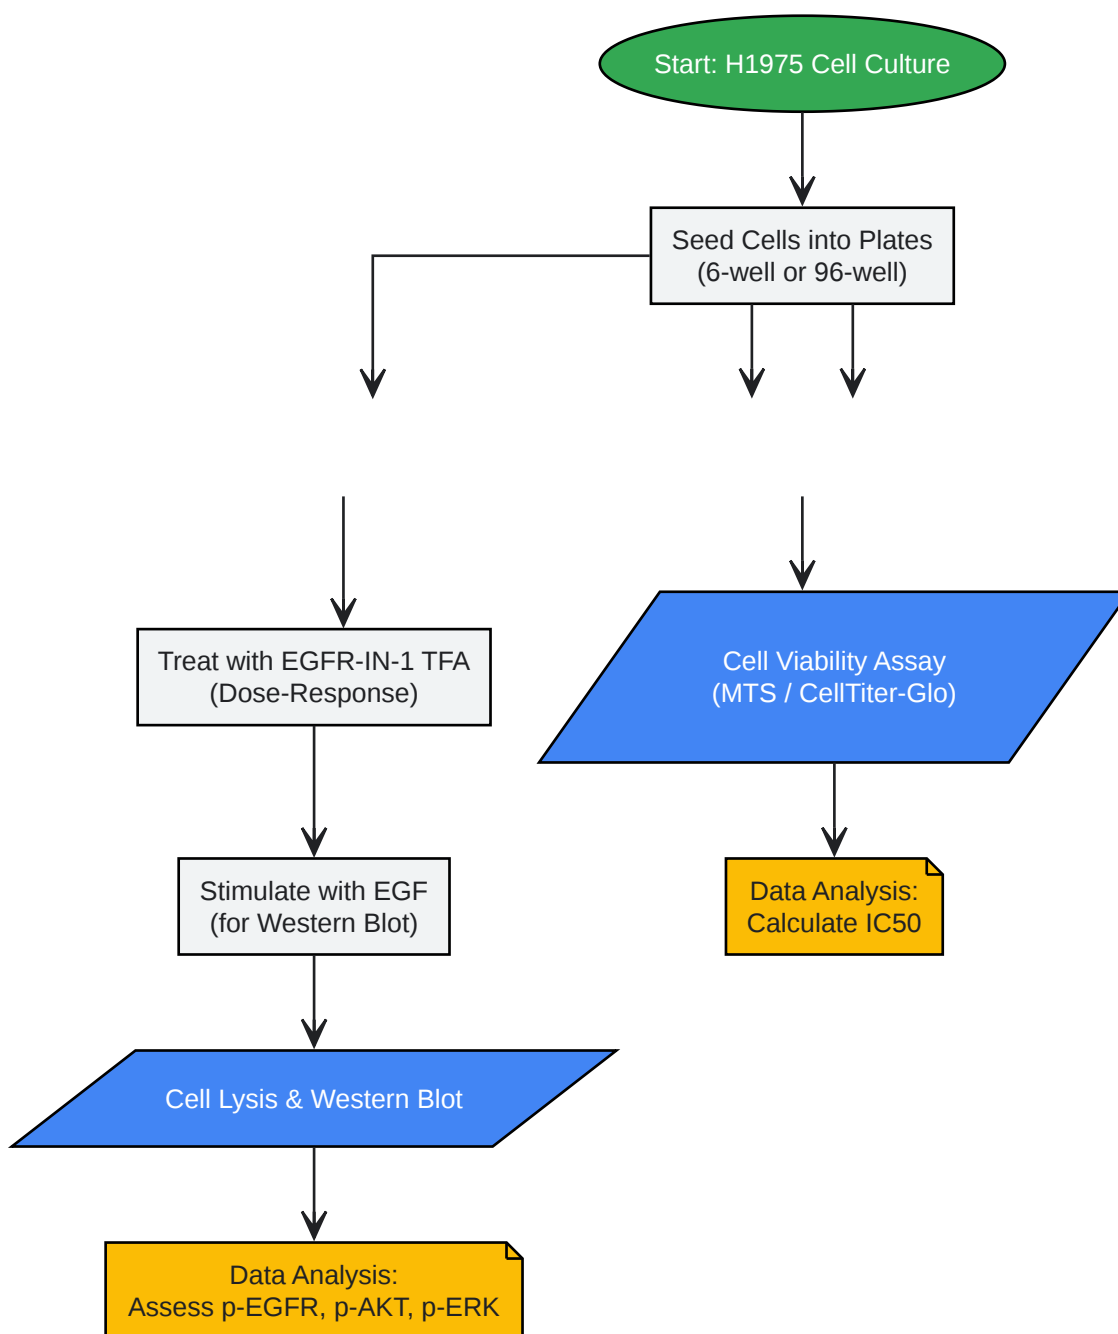 Start: H1975 Cell Culture
Seed Cells into Plates
(6-well or 96-well)
Treat with EGFR-IN-1 TFA
(Dose-Response)
Cell Viability Assay
(MTS / CellTiter-Glo)
Stimulate with EGF
(for Western Blot)
Data Analysis:
Calculate IC50
Cell Lysis & Western Blot
Data Analysis:
Assess p-EGFR, p-AKT, p-ERK